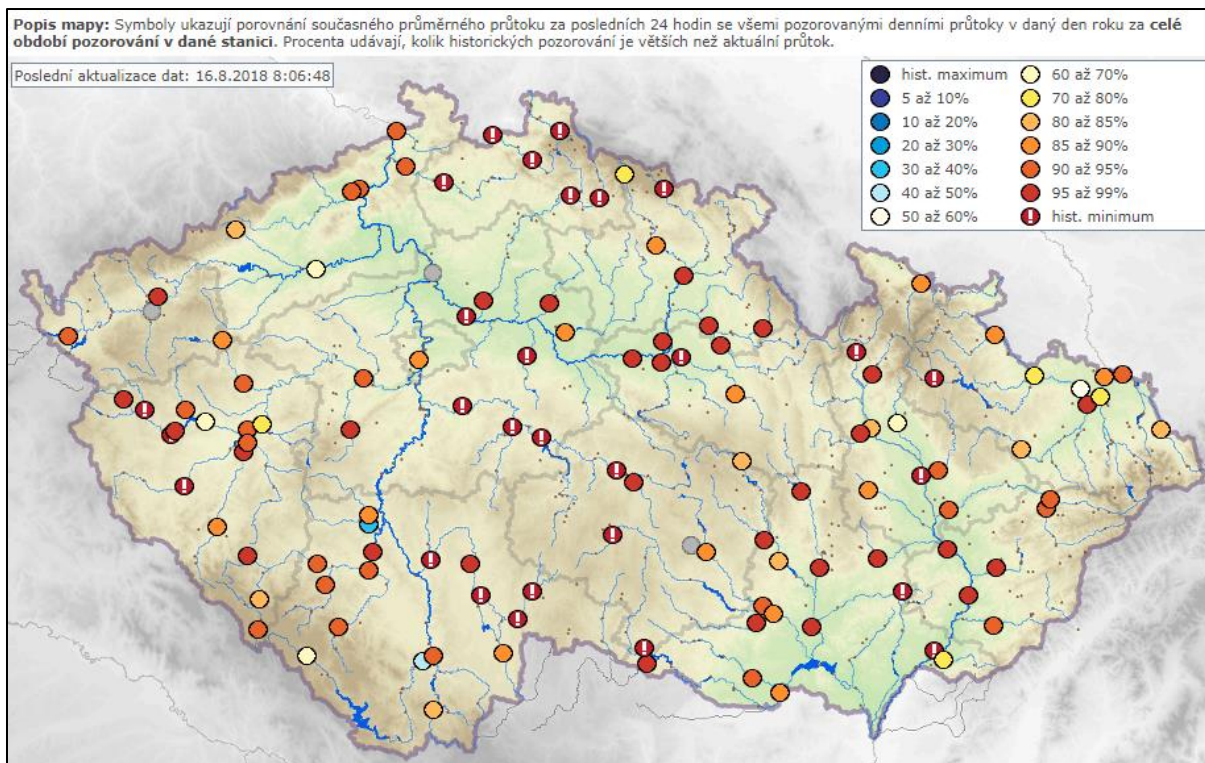 Popis mapy: Symboly ukazují porovnání současného průměrného průtoku za posledních 24 hodin se všemi pozorovanými denními průtoky v daný den roku za celé
období pozorování v dané stanici. Procenta udávají, kolik historických pozorování je větších než aktuální průtok.
Poslední aktualizace dat: 16.8.2018 8:06:48
hist. maximum
5 až 10%
10 až 20%
20 až 30%
30 až 40%
40 až 50%
50 až 60%
60 až 70%
70 až 80%
80 až 85%
85 až 90%
90 až 95%
95 až 99%
hist. minimum